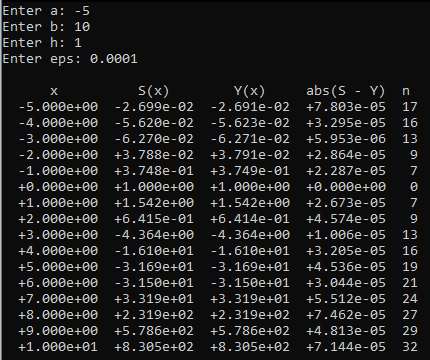 Enter a: -5
Enter b: 10
Enter h: 1
Enter eps: 0.0001
x S(x) Y(x) abs(S - Y) n
-5.000e+00 -2.699e-02 -2.691e-02 +7.803e-05 17
-4.000e+00 -5.620e-02 -5.623e-02 +3.295e-05 16
-3.000e+00 -6.270e-02 -6.271e-02 +5.953e-06 13
-2.000e+00 +3.788e-02 +3.791e-02 +2.864e-05 9
-1.000e+00 +3.748e-01 +3.749e-01 +2.287e-05 7
+0.000e+00 +1.000e+00 +1.000e+00 +0.000e+00 0
+1.000e+00 +1.542e+00 +1.542e+00 +2.673e-05 7
+2.000e+00 +6.415e-01 +6.414e-01 +4.574e-05 9
+3.000e+00 -4.364e+00 -4.364e+00 +1.006e-05 13
+4.000e+00 -1.610e+01 -1.610e+01 +3.205e-05 16
+5.000e+00 -3.169e+01 -3.169e+01 +4.536e-05 19
+6.000e+00 -3.150e+01 -3.150e+01 +3.044e-05 21
+7.000e+00 +3.319e+01 +3.319e+01 +5.512e-05 24
+8.000e+00 +2.319e+02 +2.319e+02 +7.462e-05 27
+9.000e+00 +5.786e+02 +5.786e+02 +4.813e-05 29
+1.000e+01 +8.305e+02 +8.305e+02 +7.144e-05 32